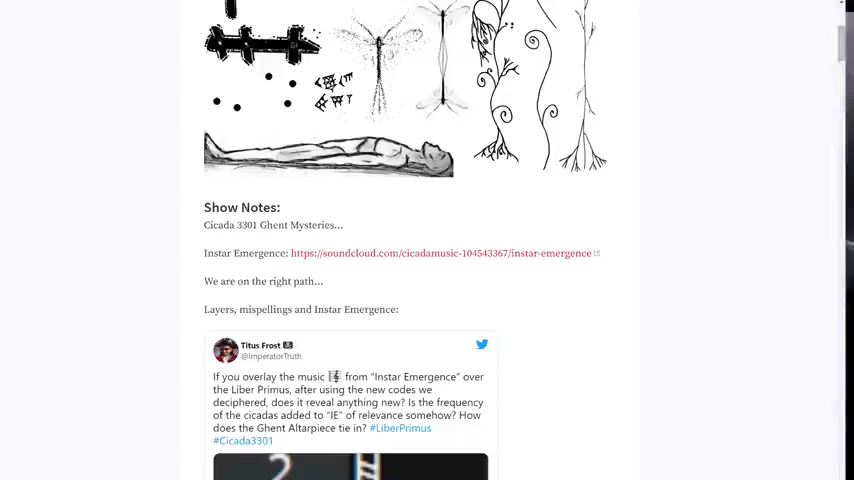 Show Notes:
Cicada 3301 Ghent Mysteries...
Instar Emergence: https://soundcloud.com/cicadamusic-104543367/instar-emergence
We are on the right path...
Layers, mispellings and Instar Emergence:
Titus Frost
@ImperatorTruth
If you overlay the music 🎼 from "Instar Emergence" over
the Liber Primus, after using the new codes we
deciphered, does it reveal anything new? Is the frequency
of the cicadas added to "IE" of relevance somehow? How
does the Ghent Altarpiece tie in? #LiberPrimus
#Cicada3301
2